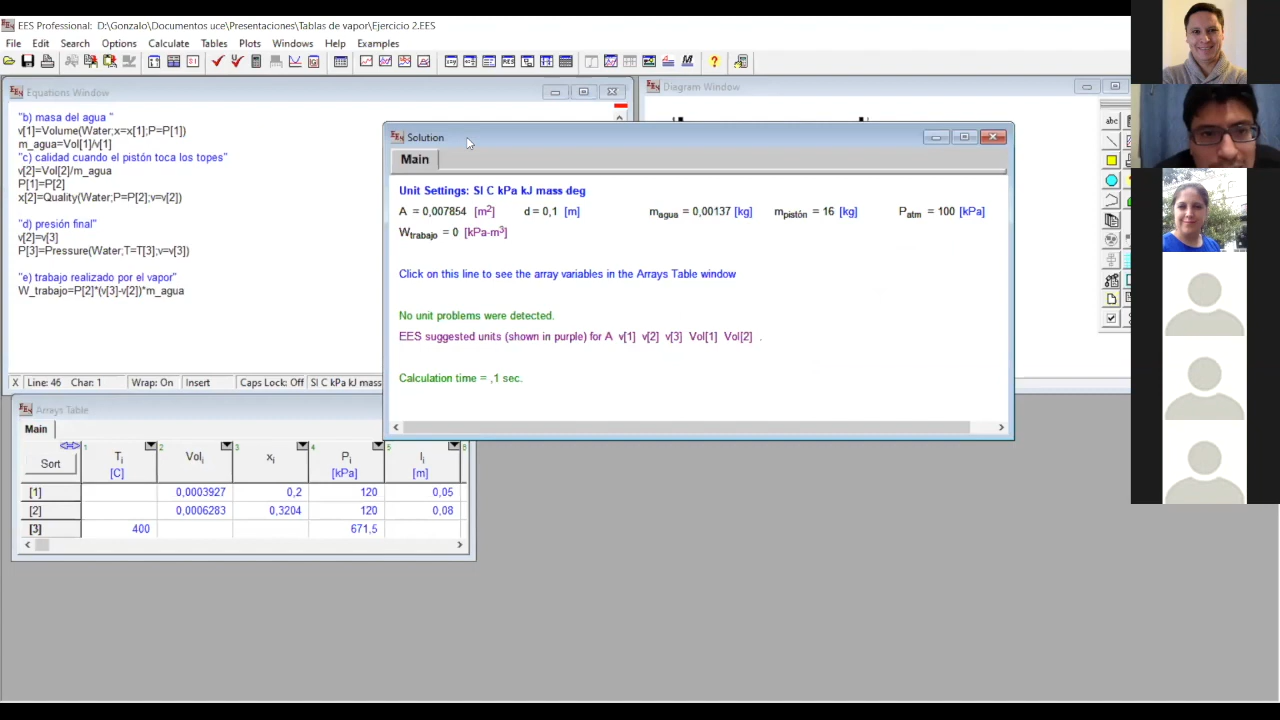 EES Professional: D:\Gonzalo\Documentos uce\Presentaciones\Tablas de vapor\Ejercicio 2.EES
File Edit Search Options Calculate Tables Plots Windows Help Examples
Equations Window
"b) masa del agua "
v[1]=Volume(Water;x=x[1];P=P[1])
m_agua=Vol[1]/v[1]
"c) calidad cuando el pistón toca los topes"
v[2]=Vol[2]/m_agua
P[1]=P[2]
x[2]=Quality(Water;P=P[2];v=v[2])
"d) presión final"
v[2]=v[3]
P[3]=Pressure(Water;T=T[3];v=v[3])
"e) trabajo realizado por el vapor"
W_trabajo=P[2]*(v[3]-v[2])*m_agua
X Line: 46 Char: 1 Wrap: On Insert Caps Lock: Off SI C kPa kJ mass
Diagram Window
abc
Solution
Main
Unit Settings: SI C kPa kJ mass deg
A = 0,007854 [m2] d = 0,1 [m] magua = 0,00137 [kg] mpistón = 16 [kg] Patm = 100 [kPa]
Wtrabajo = 0 [kPa-m3]
Click on this line to see the array variables in the Arrays Table window
No unit problems were detected.
EES suggested units (shown in purple) for A v[1] v[2] v[3] Vol[1] Vol[2] .
Calculation time = ,1 sec.
Arrays Table
Main
Sort
1 2 3 4 5 6
Ti Voli xi Pi li
[C] [kPa] [m]
[1] 0,0003927 0,2 120 0,05
[2] 0,0006283 0,3204 120 0,08
[3] 400 671,5